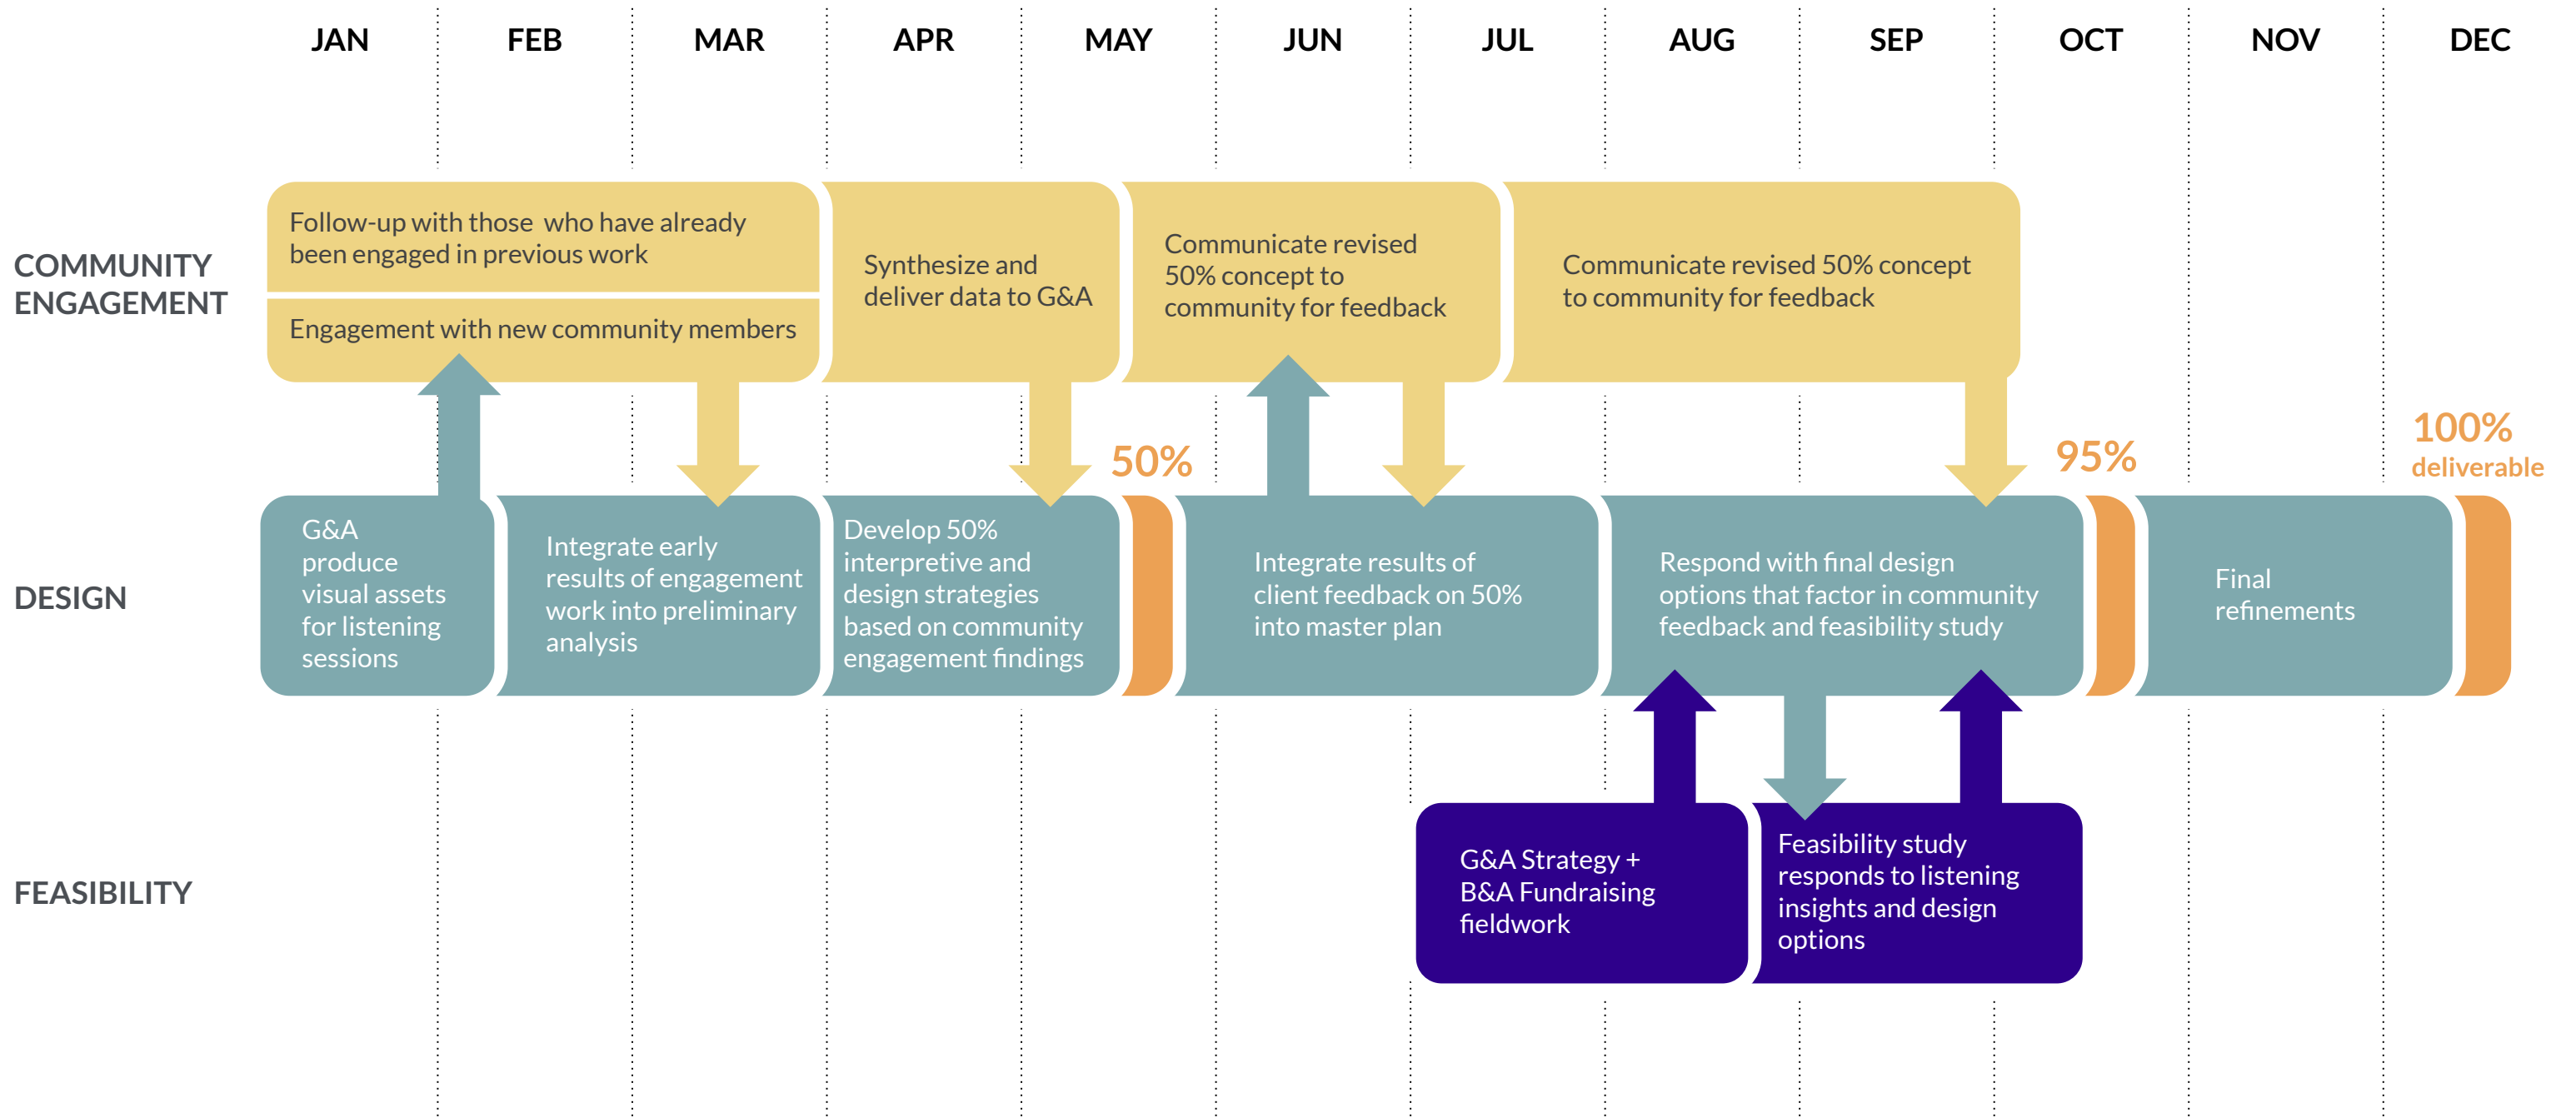 JAN FEB MAR APR MAY JUN JUL AUG SEP OCT NOV DEC
COMMUNITY
ENGAGEMENT
Follow-up with those who have already
been engaged in previous work
Engagement with new community members
Synthesize and
deliver data to G&A
Communicate revised
50% concept to
community for feedback
Communicate revised 50% concept
to community for feedback
50%
95%
100%
deliverable
DESIGN
G&A
produce
visual assets
for listening
sessions
Integrate early
results of engagement
work into preliminary
analysis
Develop 50%
interpretive and
design strategies
based on community
engagement findings
Integrate results of
client feedback on 50%
into master plan
Respond with final design
options that factor in community
feedback and feasibility study
Final
refinements
FEASIBILITY
G&A Strategy +
B&A Fundraising
fieldwork
Feasibility study
responds to listening
insights and design
options